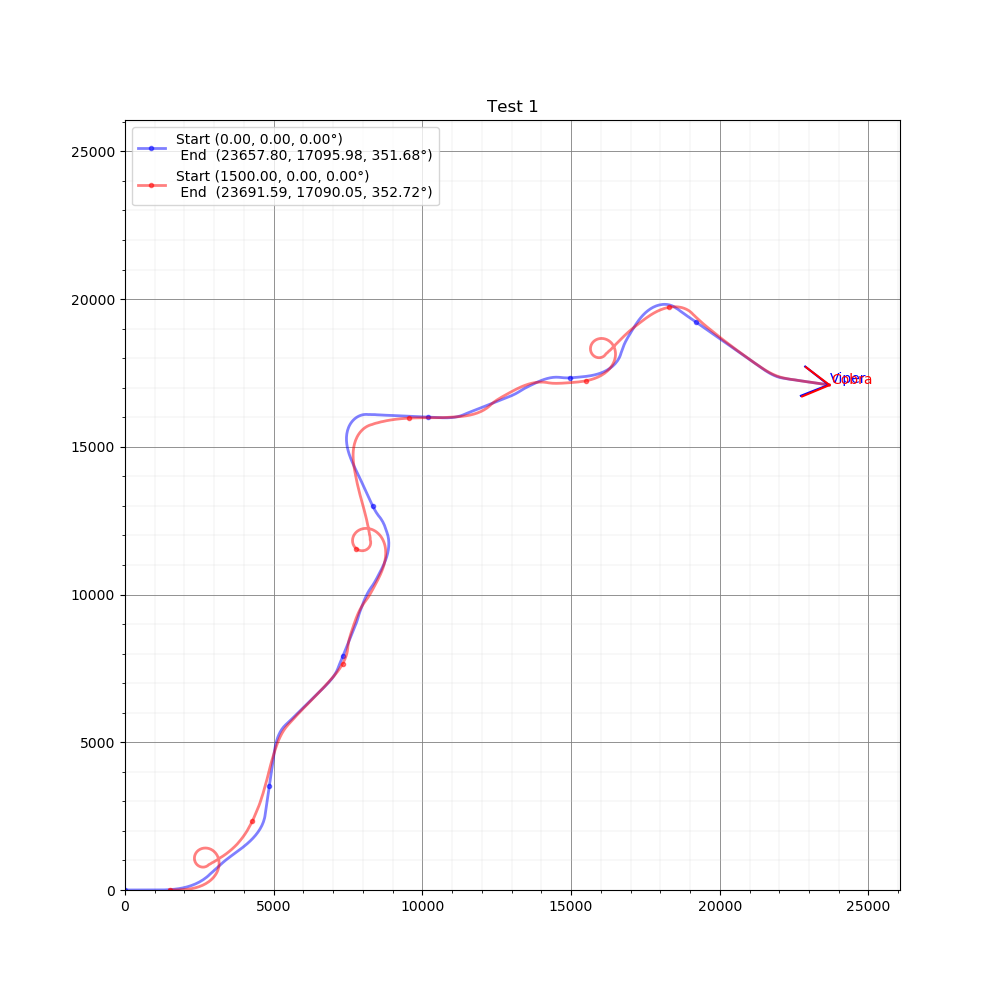 Test 1
Start (0.00, 0.00, 0.00°)
End (23657.80, 17095.98, 351.68°)
Start (1500.00, 0.00, 0.00°)
End (23691.59, 17090.05, 352.72°)
25000
20000
Viper
15000
10000
5000
0
0 5000 10000 15000 20000 25000